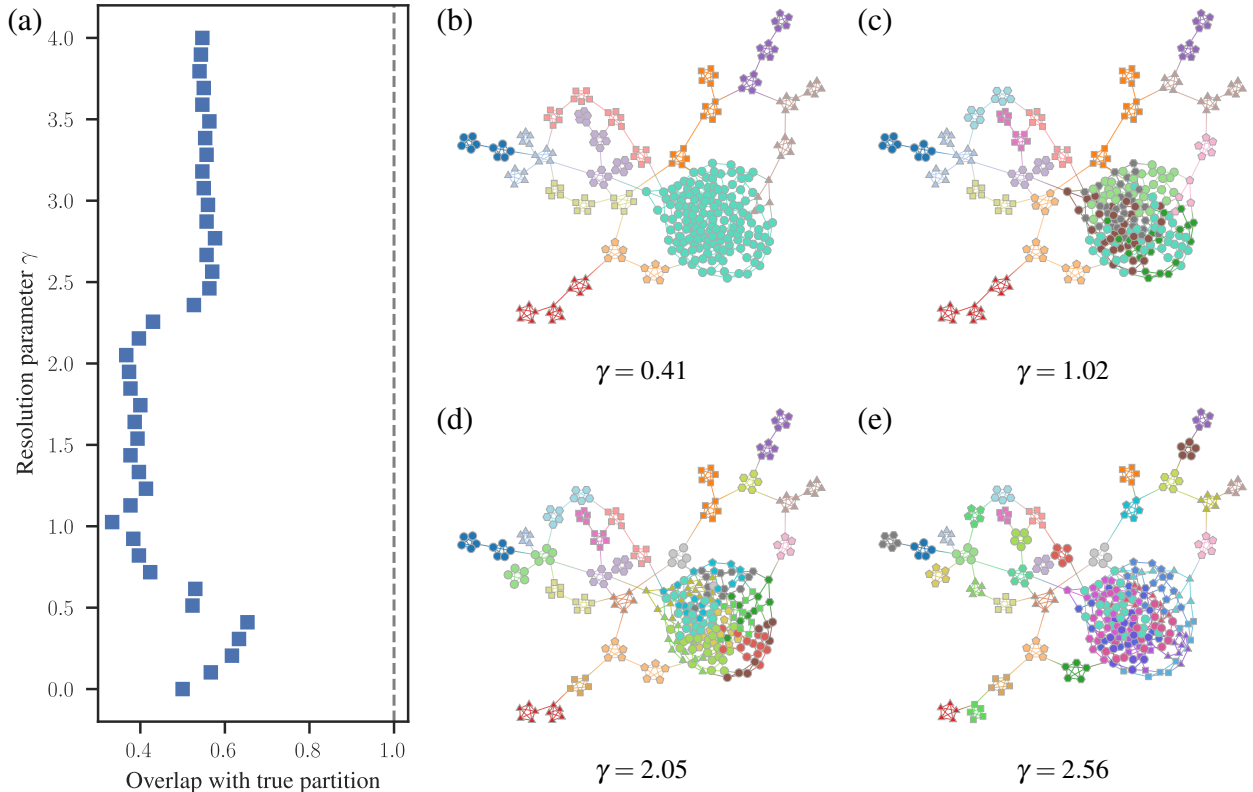 (a)
Resolution parameter γ
4.0
3.5
3.0
2.5
2.0
1.5
1.0
0.5
0.0
0.4
0.6
0.8
1.0
Overlap with true partition
(b)
γ = 0.41
(c)
γ = 1.02
(d)
γ = 2.05
(e)
γ = 2.56